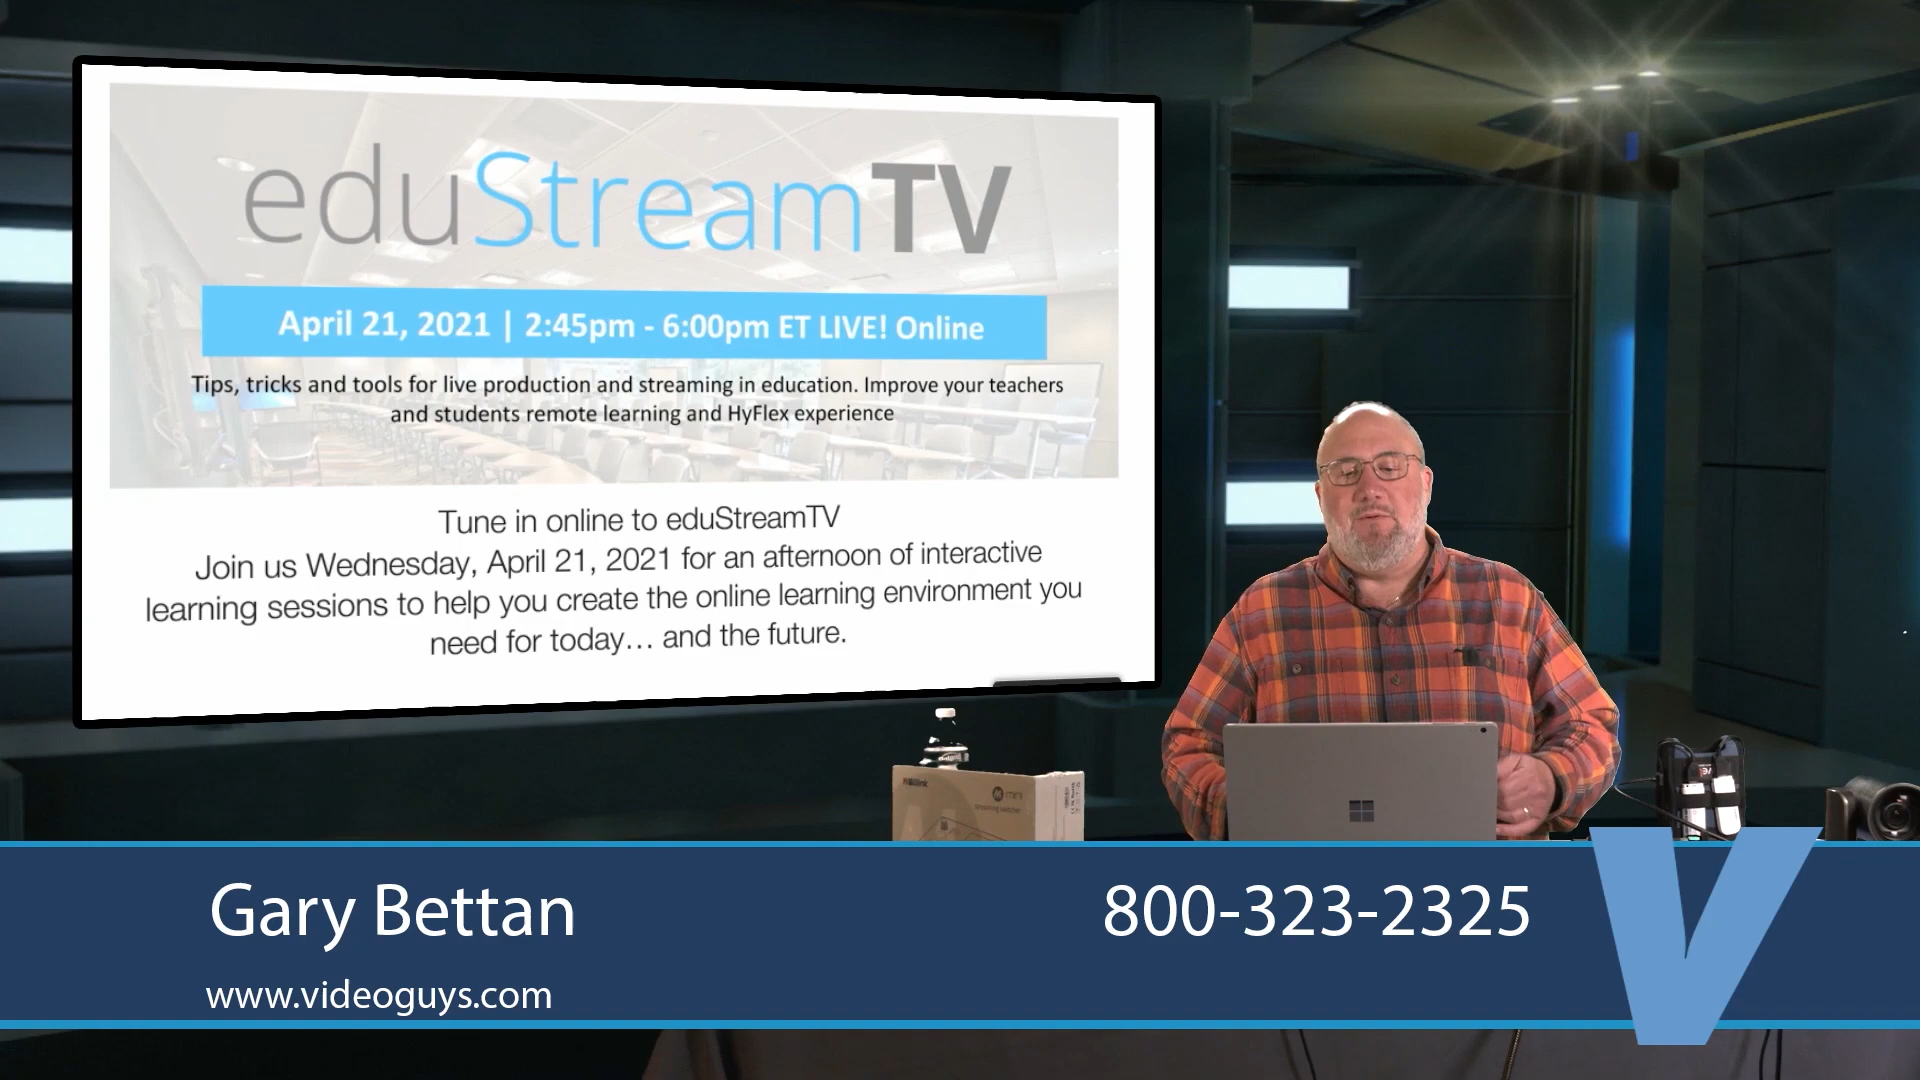 eduStreamTV
April 21, 2021 | 2:45pm - 6:00pm ET LIVE! Online
Tips, tricks and tools for live production and streaming in education. Improve your teachers
and students remote learning and HyFlex experience
Tune in online to eduStreamTV
Join us Wednesday, April 21, 2021 for an afternoon of interactive
learning sessions to help you create the online learning environment you
need for today... and the future.
mini
streaming switcher
Gary Bettan
800-323-2325
www.videoguys.com
V